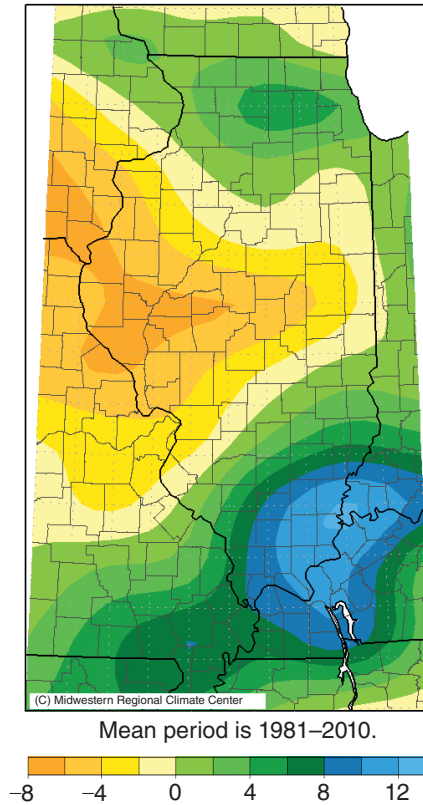 (C) Midwestern Regional Climate Center
Mean period is 1981–2010.
−8 −4 0 4 8 12